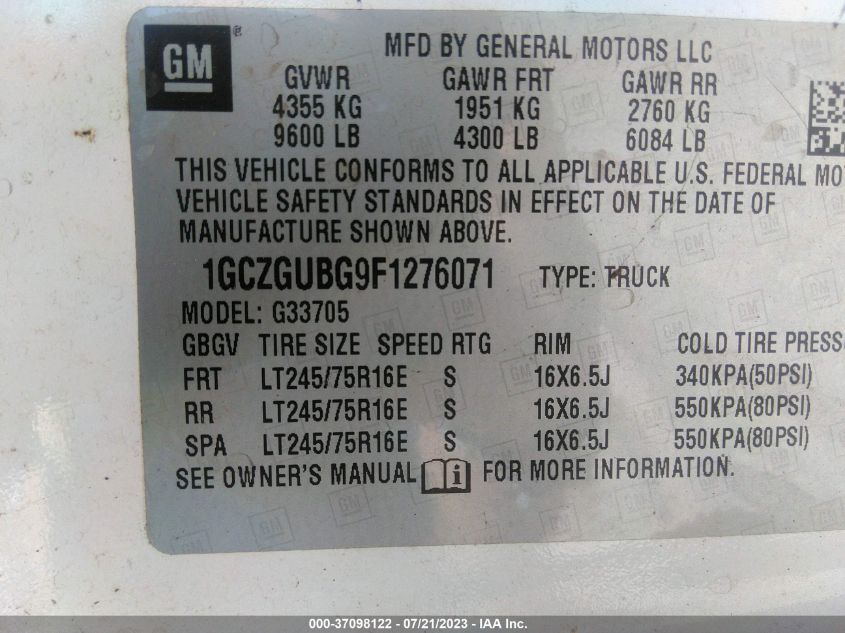 GM
MFD BY GENERAL MOTORS LLC
GVWR GAWR FRT GAWR RR
4355 KG 1951 KG 2760 KG
9600 LB 4300 LB 6084 LB
THIS VEHICLE CONFORMS TO ALL APPLICABLE U.S. FEDERAL MO
VEHICLE SAFETY STANDARDS IN EFFECT ON THE DATE OF
MANUFACTURE SHOWN ABOVE.
1GCZGUBG9F1276071 TYPE: TRUCK
MODEL: G33705
GBGV TIRE SIZE SPEED RTG RIM COLD TIRE PRESS
FRT LT245/75R16E S 16X6.5J 340KPA(50PSI)
RR LT245/75R16E S 16X6.5J 550KPA(80PSI)
SPA LT245/75R16E S 16X6.5J 550KPA(80PSI)
SEE OWNER'S MANUAL i FOR MORE INFORMATION.
000-37098122 - 07/21/2023 - IAA Inc.